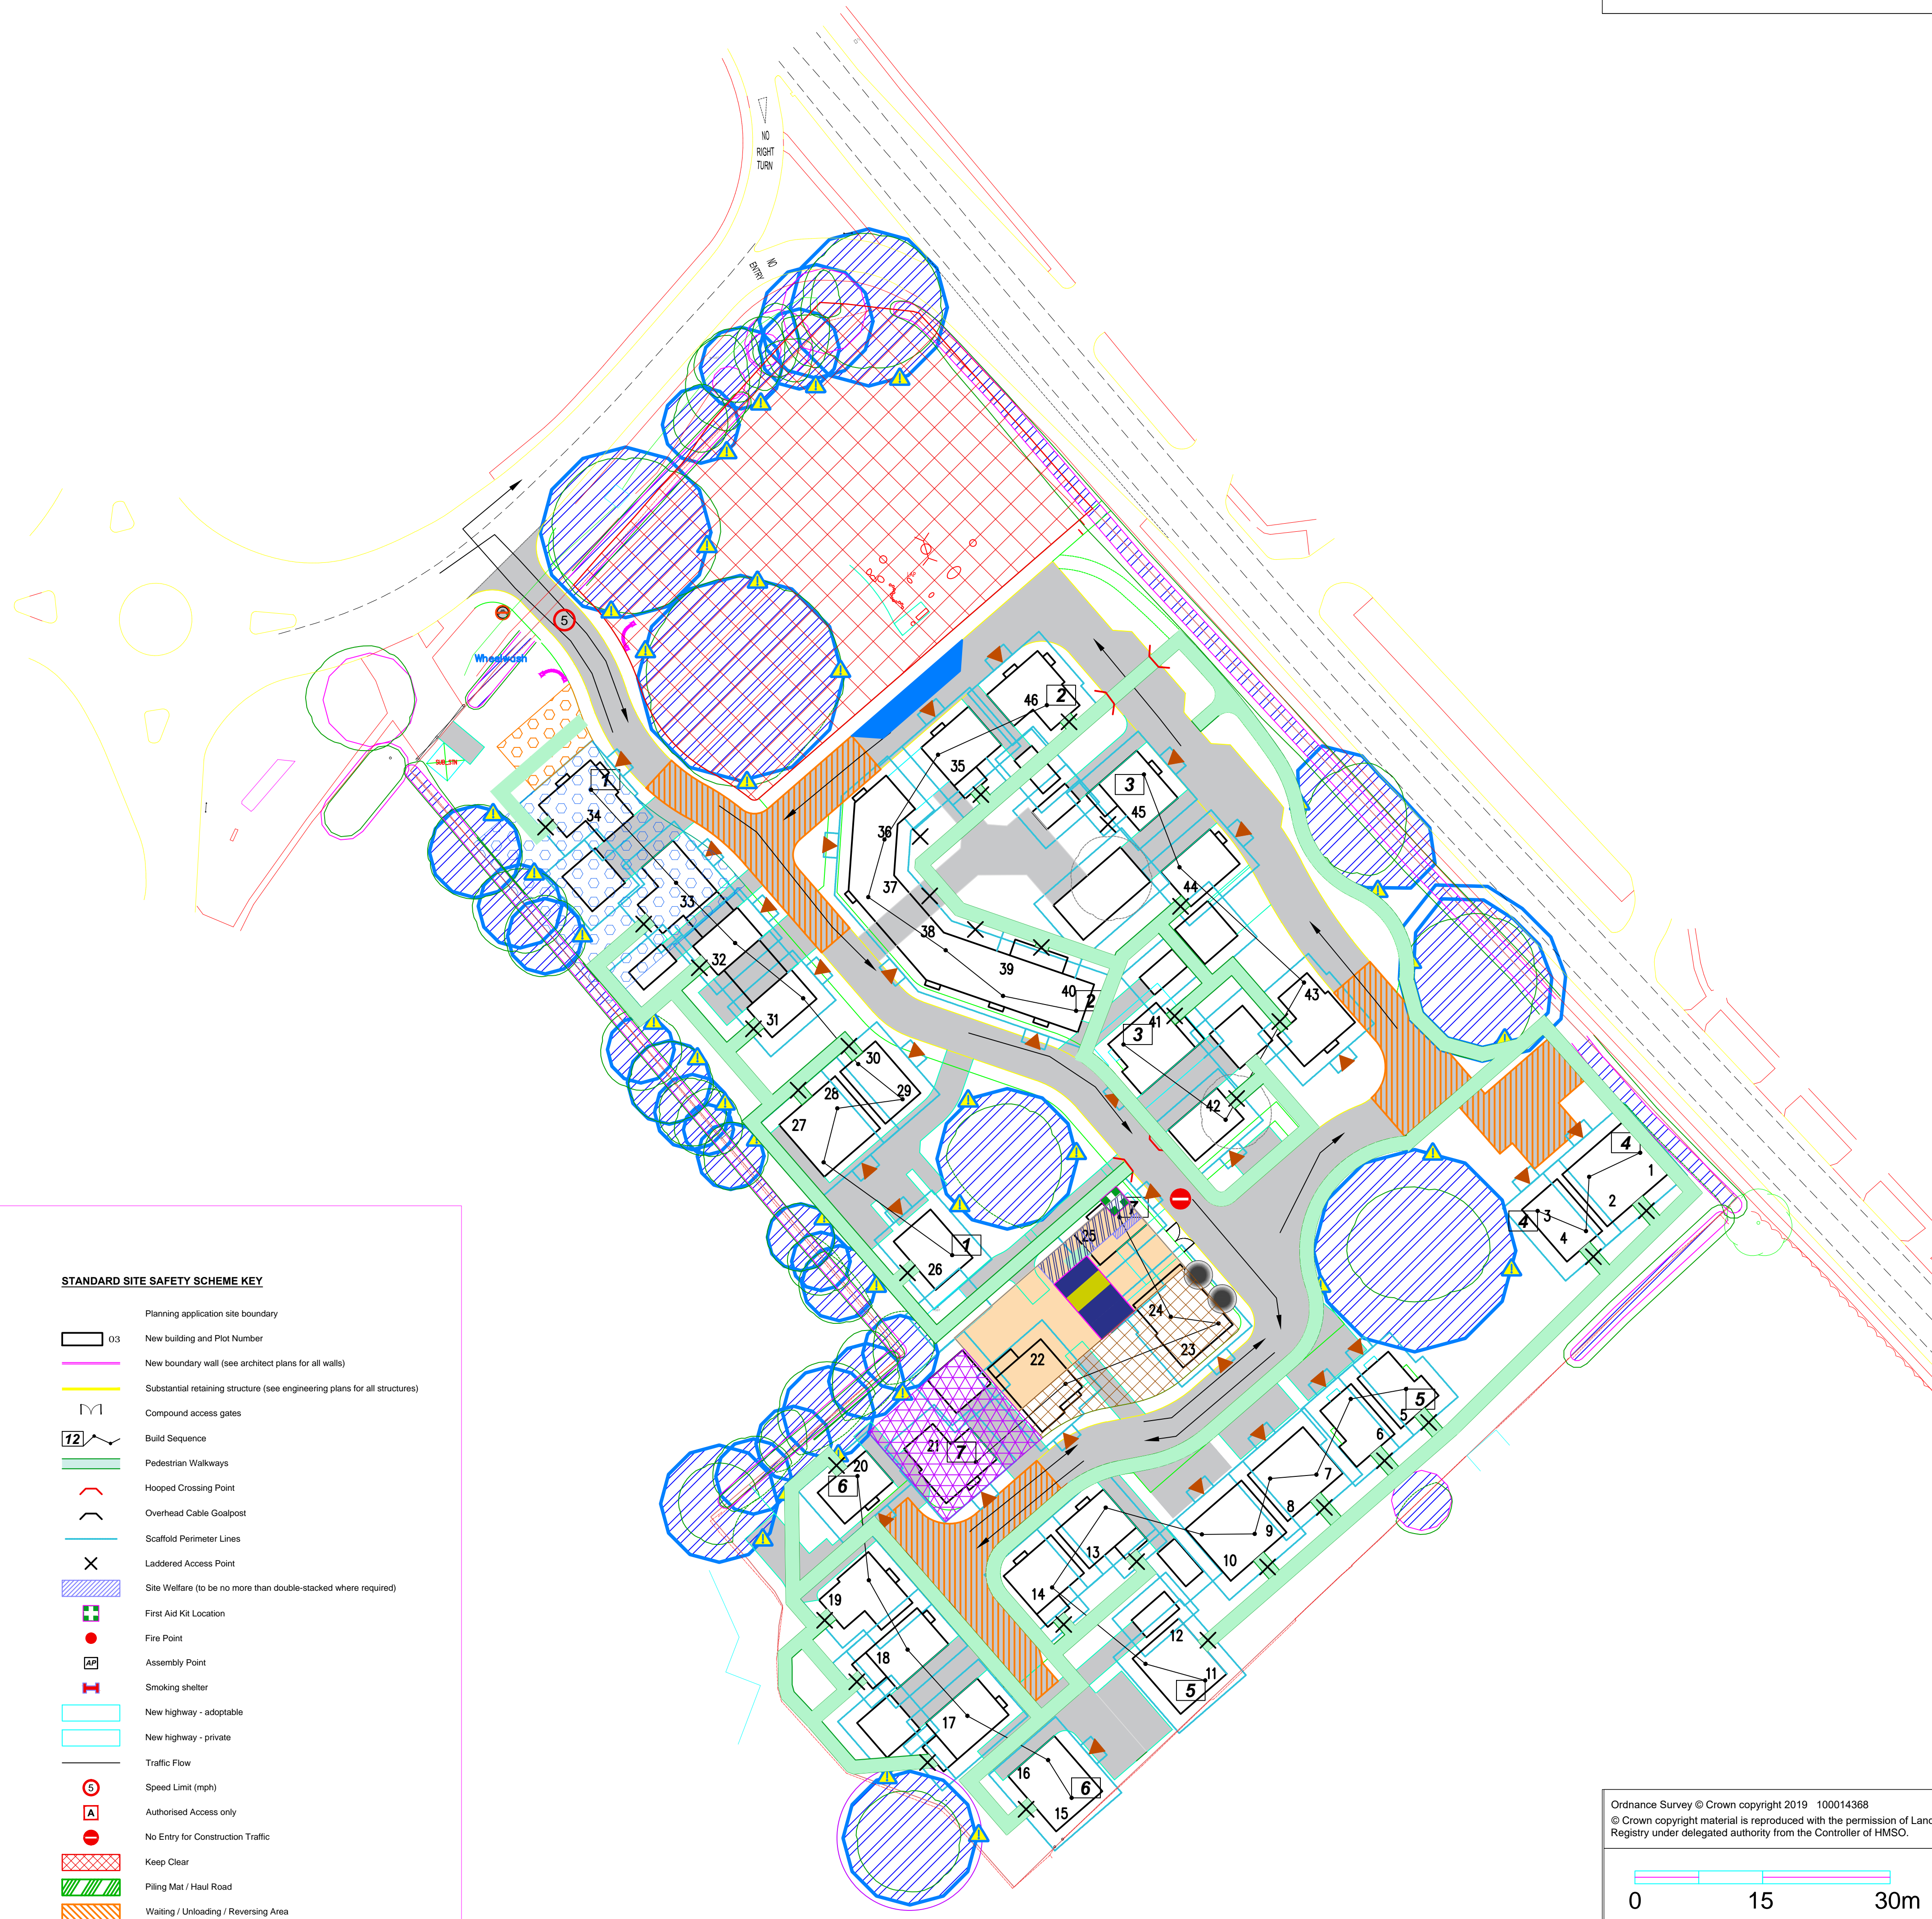 NO
RIGHT
TURN
NO
ENTRY
5
Wheelwash
SUB_STN
1
34
33
32
31
30
29
28
27
26
1
46
2
35
36
37
38
39
40
2
3
45
44
43
41
3
42
7
25
24
23
22
21
7
20
6
19
18
17
16
15
6
14
13
12
11
5
10
9
8
7
6
5
5
4
1
2
3
4
4
STANDARD SITE SAFETY SCHEME KEY
Planning application site boundary
03 New building and Plot Number
New boundary wall (see architect plans for all walls)
Substantial retaining structure (see engineering plans for all structures)
Compound access gates
12 Build Sequence
Pedestrian Walkways
Hooped Crossing Point
Overhead Cable Goalpost
Scaffold Perimeter Lines
Laddered Access Point
Site Welfare (to be no more than double-stacked where required)
First Aid Kit Location
Fire Point
AP Assembly Point
Smoking shelter
New highway - adoptable
New highway - private
Traffic Flow
5 Speed Limit (mph)
A Authorised Access only
No Entry for Construction Traffic
Keep Clear
Piling Mat / Haul Road
Waiting / Unloading / Reversing Area
Ordnance Survey © Crown copyright 2019 100014368
© Crown copyright material is reproduced with the permission of Land
Registry under delegated authority from the Controller of HMSO.
0 15 30m